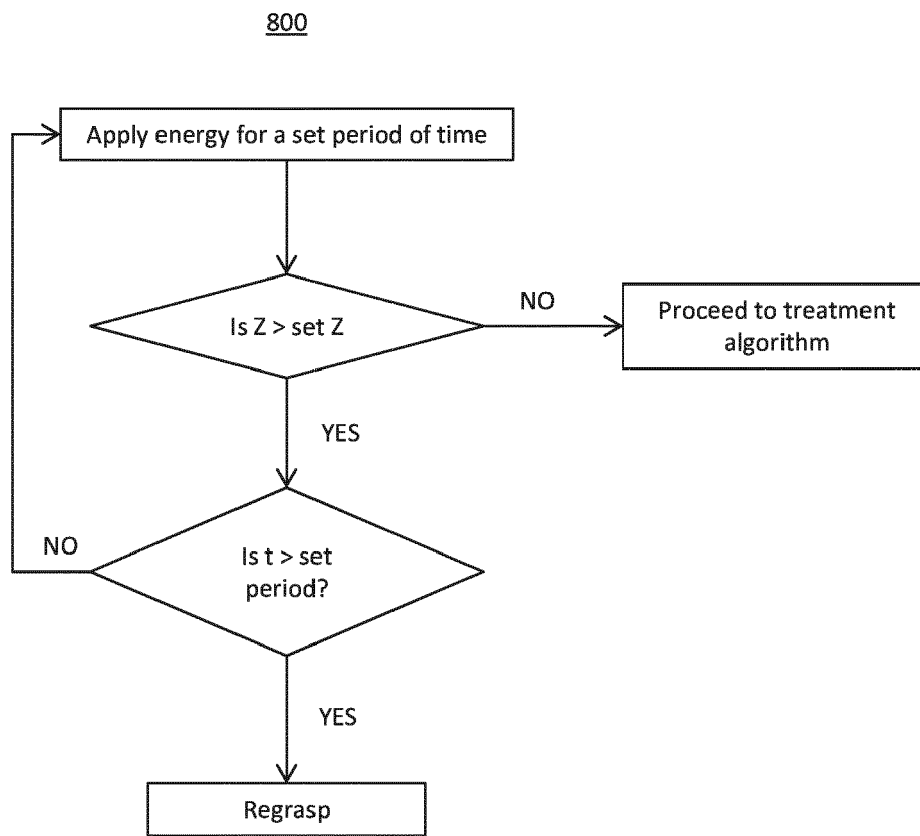 800
Apply energy for a set period of time
Is Z > set Z
NO
Proceed to treatment
algorithm
YES
NO
Is t > set
period?
YES
Regrasp